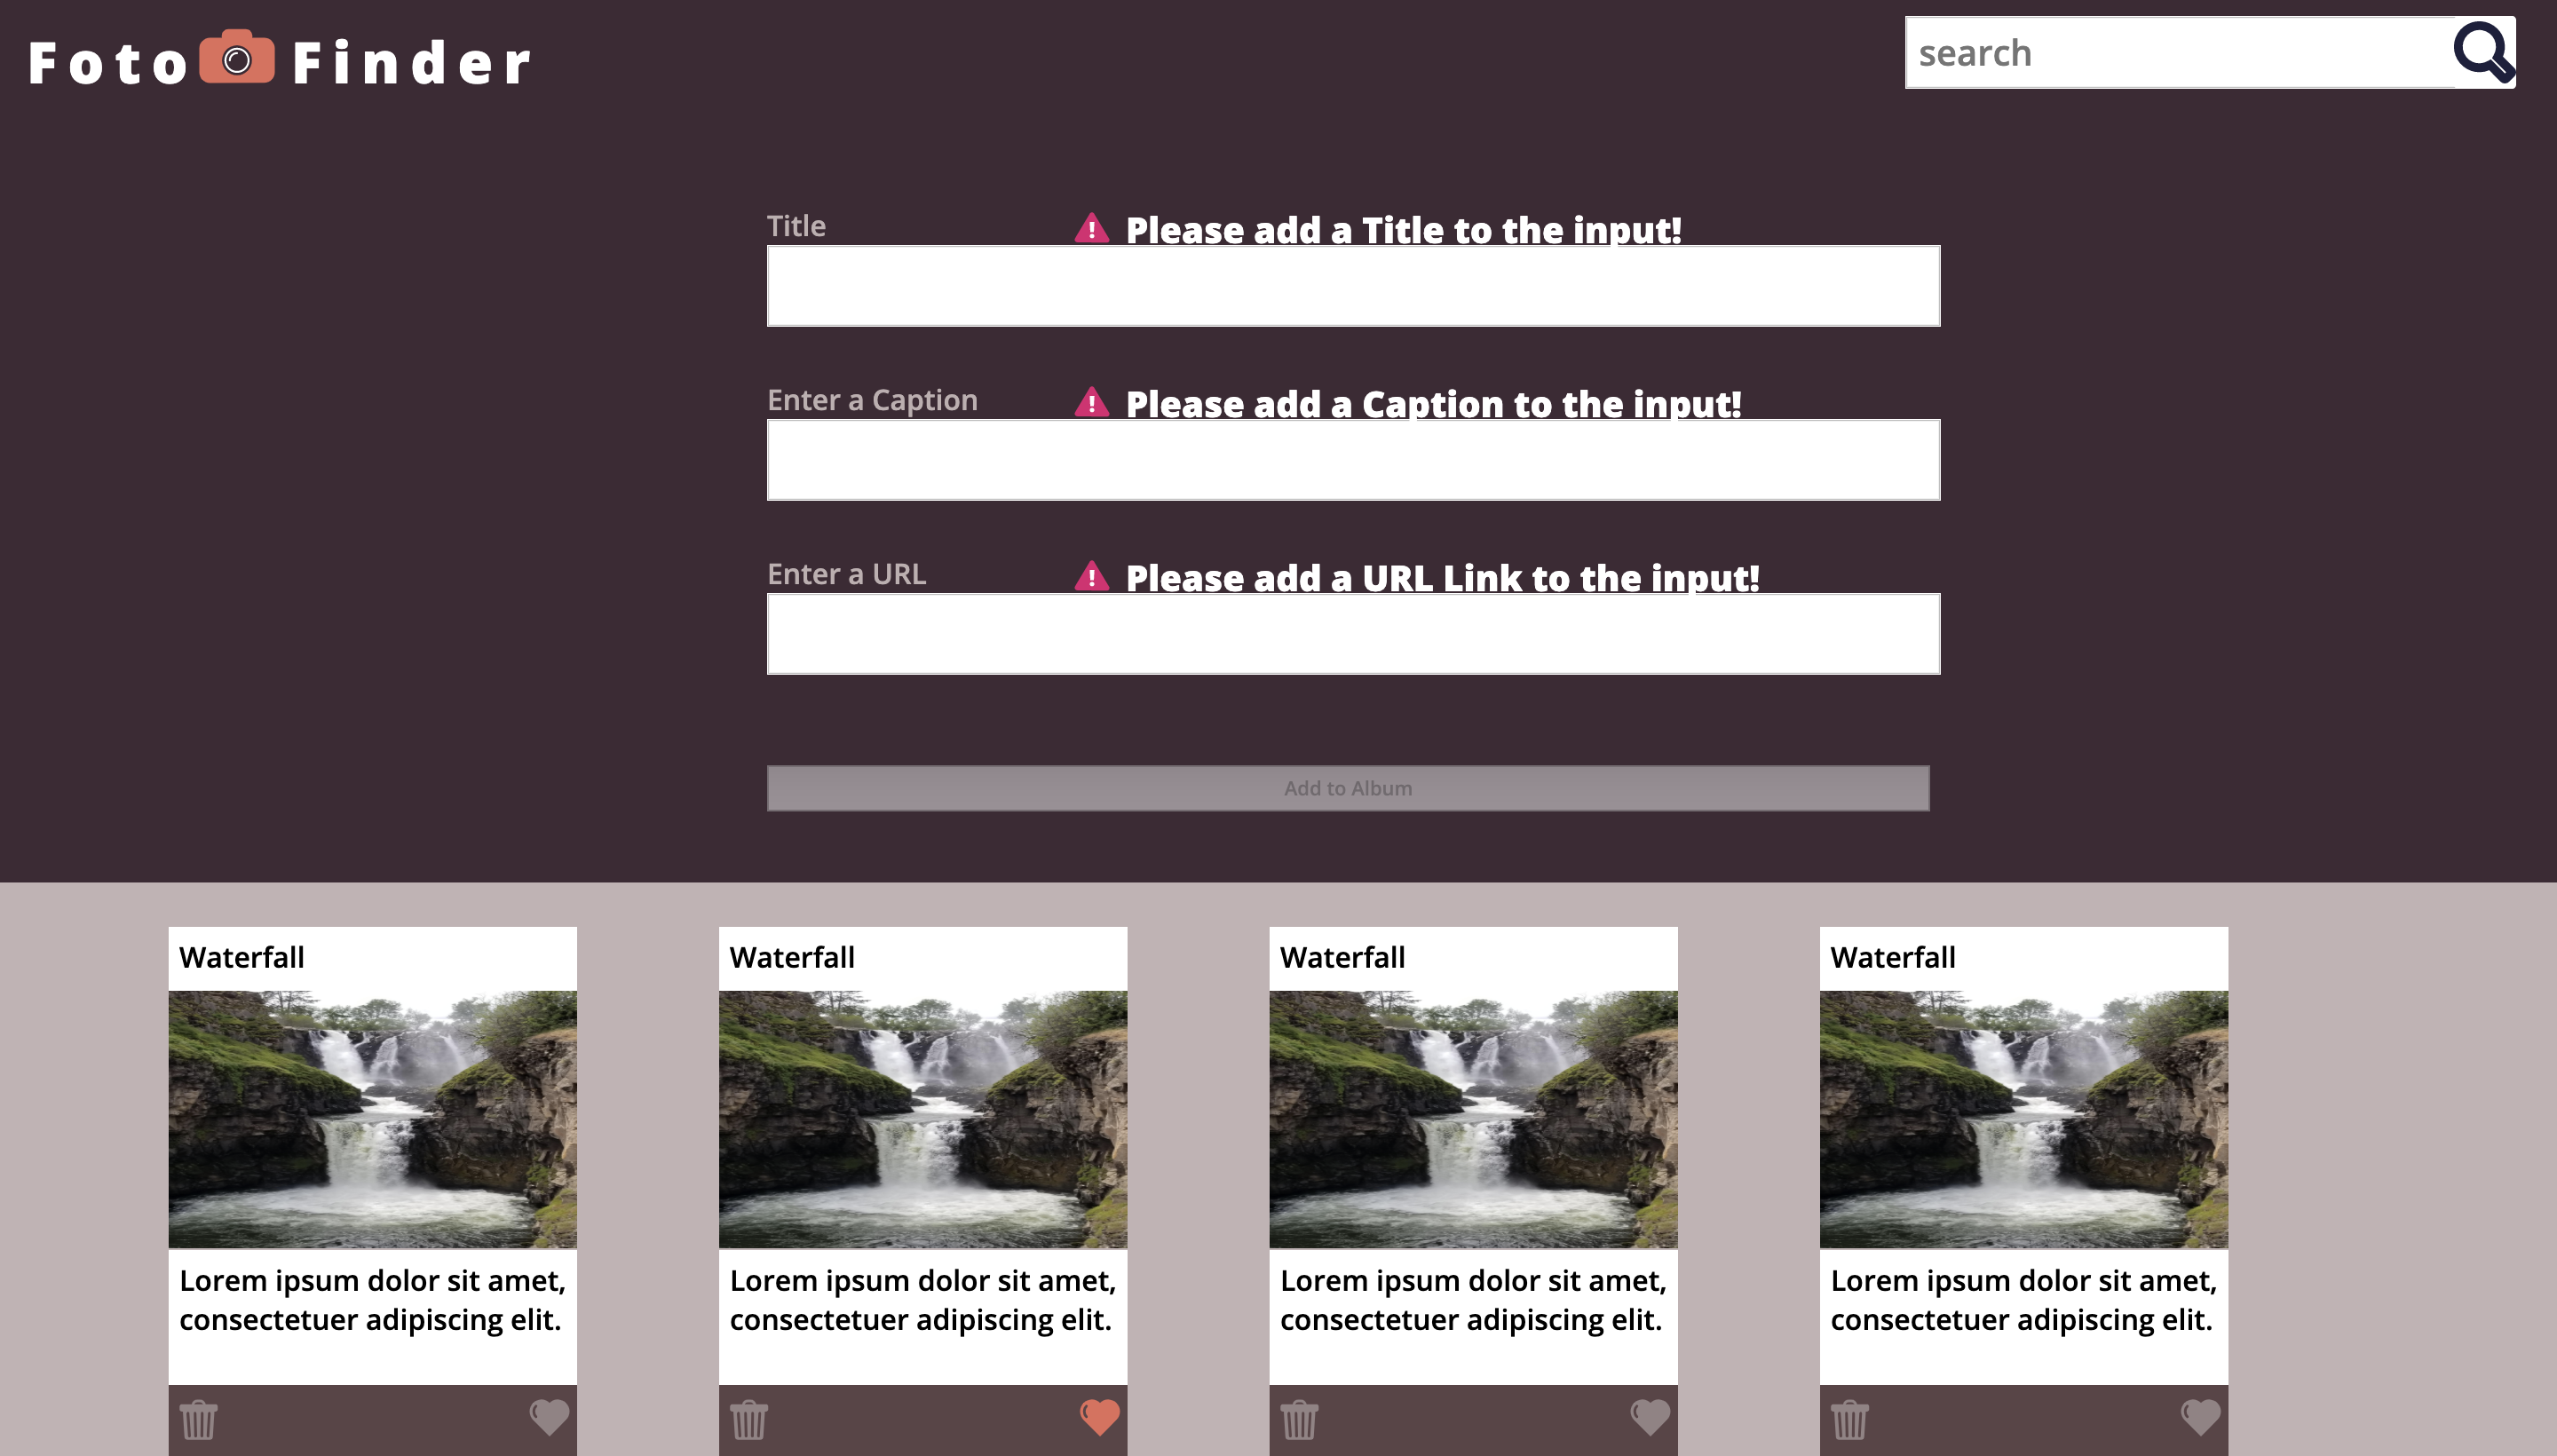 Foto Finder
search
Title
Please add a Title to the input!
Enter a Caption
Please add a Caption to the input!
Enter a URL
Please add a URL Link to the input!
Add to Album
Waterfall
Lorem ipsum dolor sit amet,
consectetuer adipiscing elit.
Waterfall
Lorem ipsum dolor sit amet,
consectetuer adipiscing elit.
Waterfall
Lorem ipsum dolor sit amet,
consectetuer adipiscing elit.
Waterfall
Lorem ipsum dolor sit amet,
consectetuer adipiscing elit.